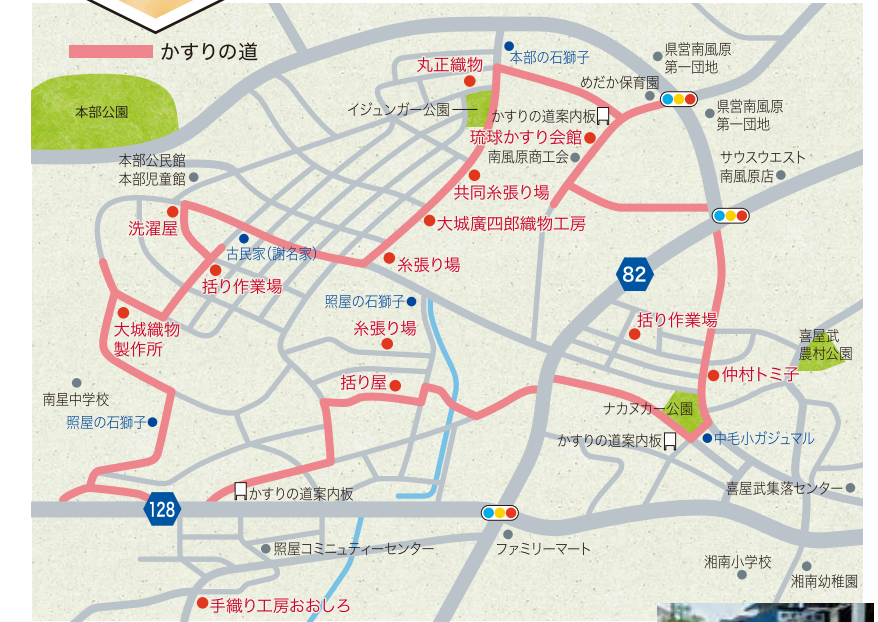 かすりの道
本部公園
丸正織物
本部の石獅子
県営南風原
第一団地
めだか保育園
イジュンガー公園
かすりの道案内板
県営南風原
第一団地
琉球かすり会館
南風原商工会
サウスウエスト
南風原店
本部公民館
本部児童館
共同糸張り場
洗濯屋
大城廣四郎織物工房
古民家(謝名家)
糸張り場
括り作業場
82
照屋の石獅子
大城織物
製作所
糸張り場
括り作業場
喜屋武
農村公園
括り屋
仲村トミ子
南星中学校
照屋の石獅子
ナカヌカー公園
かすりの道案内板
中毛小ガジュマル
かすりの道案内板
喜屋武集落センター
128
照屋コミュニティーセンター
ファミリーマート
湘南小学校
湘南幼稚園
手織り工房おおしろ